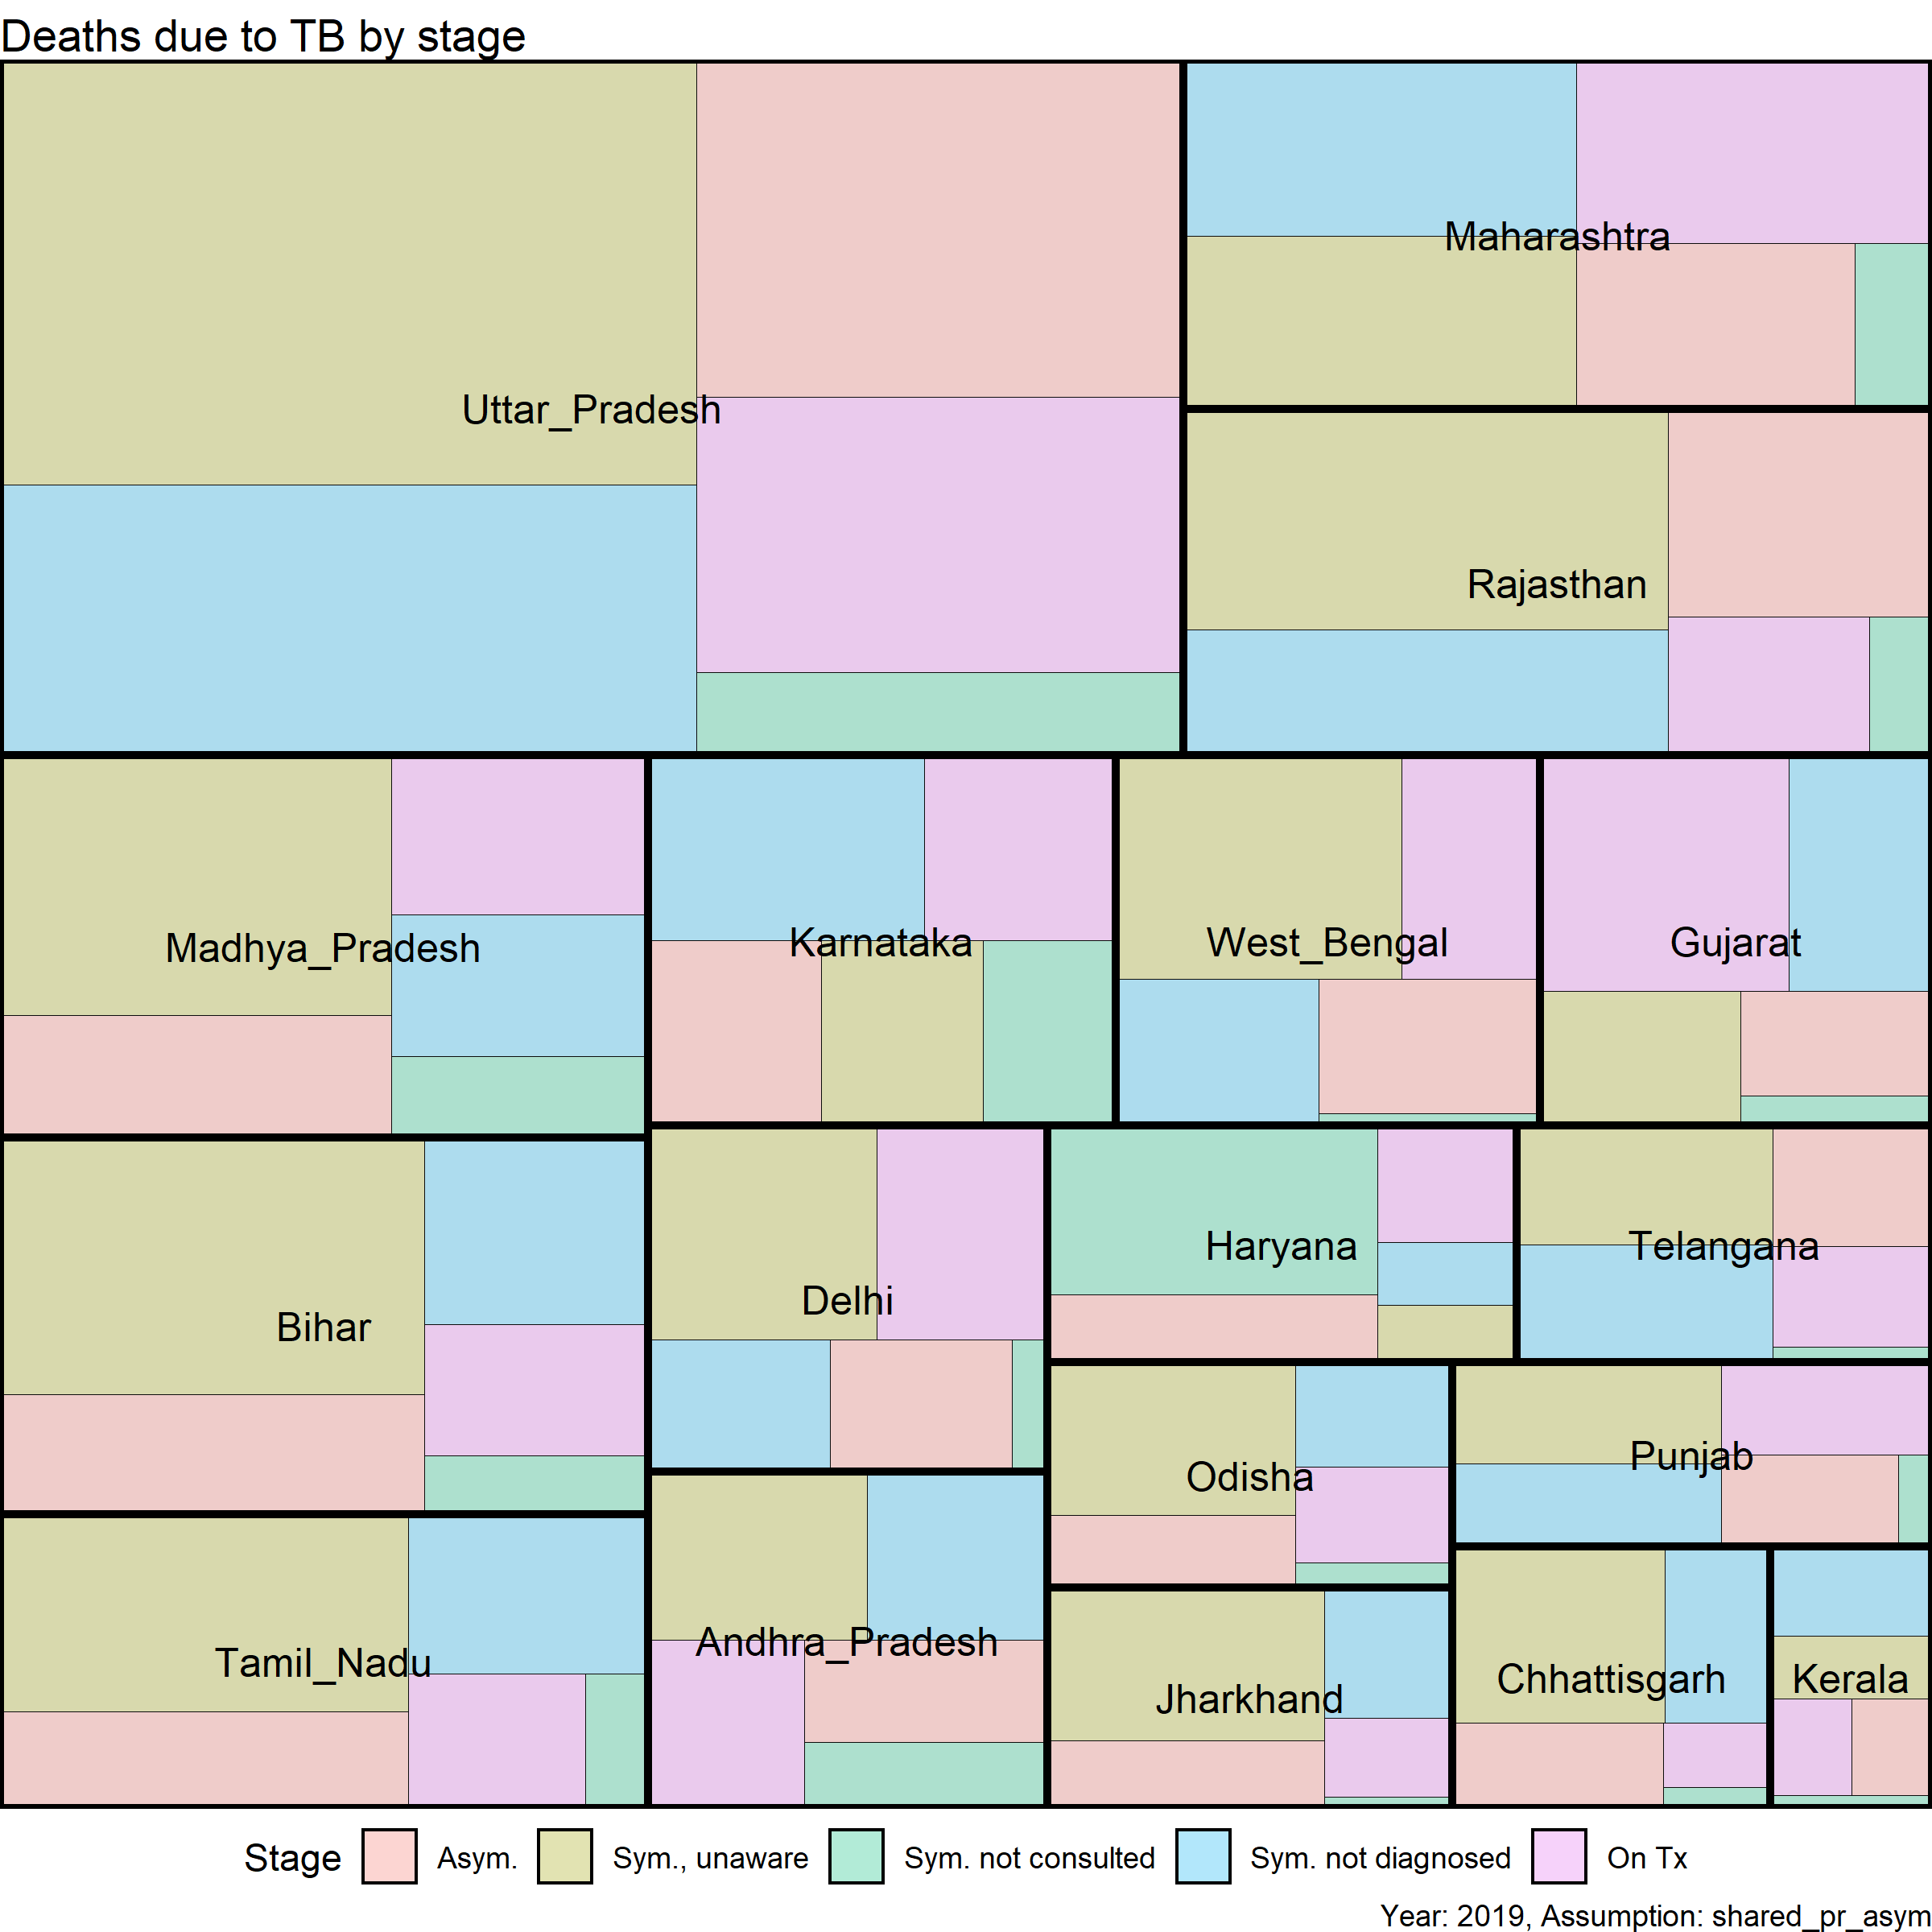 Deaths due to TB by stage
Maharashtra
Uttar_Pradesh
Rajasthan
Madhya_Pradesh
Karnataka
West_Bengal
Gujarat
Haryana
Telangana
Delhi
Bihar
Punjab
Odisha
Andhra_Pradesh
Tamil_Nadu
Chhattisgarh
Kerala
Jharkhand
Stage Asym. Sym., unaware Sym. not consulted Sym. not diagnosed On Tx
Year: 2019, Assumption: shared_pr_asym